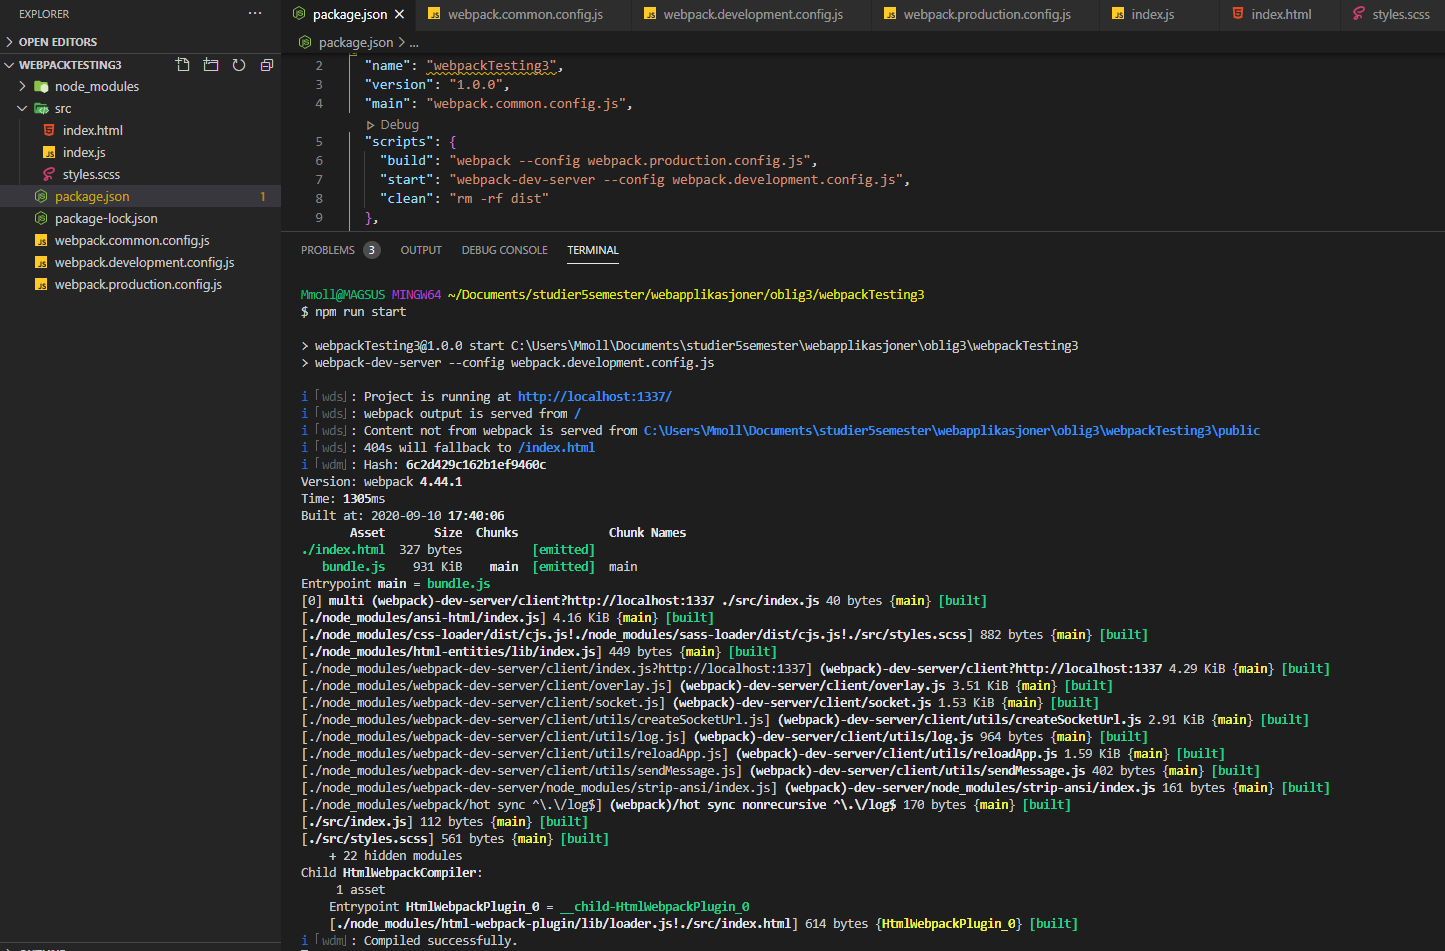 EXPLORER
OPEN EDITORS
WEBPACKTESTING3
node_modules
src
index.html
index.js
styles.scss
package.json 1
package-lock.json
webpack.common.config.js
webpack.development.config.js
webpack.production.config.js
package.json webpack.common.config.js webpack.development.config.js webpack.production.config.js index.js index.html styles.scss
package.json > ...
2 "name": "webpackTesting3",
3 "version": "1.0.0",
4 "main": "webpack.common.config.js",
Debug
5 "scripts": {
6 "build": "webpack --config webpack.production.config.js",
7 "start": "webpack-dev-server --config webpack.development.config.js",
8 "clean": "rm -rf dist"
9 },
PROBLEMS 3 OUTPUT DEBUG CONSOLE TERMINAL
Mmoll@MAGSUS MINGW64 ~/Documents/studier5semester/webapplikasjoner/oblig3/webpackTesting3
$ npm run start
> webpackTesting3@1.0.0 start C:\Users\Mmoll\Documents\studier5semester\webapplikasjoner\oblig3\webpackTesting3
> webpack-dev-server --config webpack.development.config.js
i ｢wds｣: Project is running at http://localhost:1337/
i ｢wds｣: webpack output is served from /
i ｢wds｣: Content not from webpack is served from C:\Users\Mmoll\Documents\studier5semester\webapplikasjoner\oblig3\webpackTesting3\public
i ｢wds｣: 404s will fallback to /index.html
i ｢wdm｣: Hash: 6c2d429c162b1ef9460c
Version: webpack 4.44.1
Time: 1305ms
Built at: 2020-09-10 17:40:06
Asset Size Chunks Chunk Names
./index.html 327 bytes [emitted]
bundle.js 931 KiB main [emitted] main
Entrypoint main = bundle.js
[0] multi (webpack)-dev-server/client?http://localhost:1337 ./src/index.js 40 bytes {main} [built]
[./node_modules/ansi-html/index.js] 4.16 KiB {main} [built]
[./node_modules/css-loader/dist/cjs.js!./node_modules/sass-loader/dist/cjs.js!./src/styles.scss] 882 bytes {main} [built]
[./node_modules/html-entities/lib/index.js] 449 bytes {main} [built]
[./node_modules/webpack-dev-server/client/index.js?http://localhost:1337] (webpack)-dev-server/client?http://localhost:1337 4.29 KiB {main} [built]
[./node_modules/webpack-dev-server/client/overlay.js] (webpack)-dev-server/client/overlay.js 3.51 KiB {main} [built]
[./node_modules/webpack-dev-server/client/socket.js] (webpack)-dev-server/client/socket.js 1.53 KiB {main} [built]
[./node_modules/webpack-dev-server/client/utils/createSocketUrl.js] (webpack)-dev-server/client/utils/createSocketUrl.js 2.91 KiB {main} [built]
[./node_modules/webpack-dev-server/client/utils/log.js] (webpack)-dev-server/client/utils/log.js 964 bytes {main} [built]
[./node_modules/webpack-dev-server/client/utils/reloadApp.js] (webpack)-dev-server/client/utils/reloadApp.js 1.59 KiB {main} [built]
[./node_modules/webpack-dev-server/client/utils/sendMessage.js] (webpack)-dev-server/client/utils/sendMessage.js 402 bytes {main} [built]
[./node_modules/webpack-dev-server/node_modules/strip-ansi/index.js] (webpack)-dev-server/node_modules/strip-ansi/index.js 161 bytes {main} [built]
[./node_modules/webpack/hot sync ^\.\/log$] (webpack)/hot sync nonrecursive ^\.\/log$ 170 bytes {main} [built]
[./src/index.js] 112 bytes {main} [built]
[./src/styles.scss] 561 bytes {main} [built]
+ 22 hidden modules
Child HtmlWebpackCompiler:
1 asset
Entrypoint HtmlWebpackPlugin_0 = __child-HtmlWebpackPlugin_0
[./node_modules/html-webpack-plugin/lib/loader.js!./src/index.html] 614 bytes {HtmlWebpackPlugin_0} [built]
i ｢wdm｣: Compiled successfully.